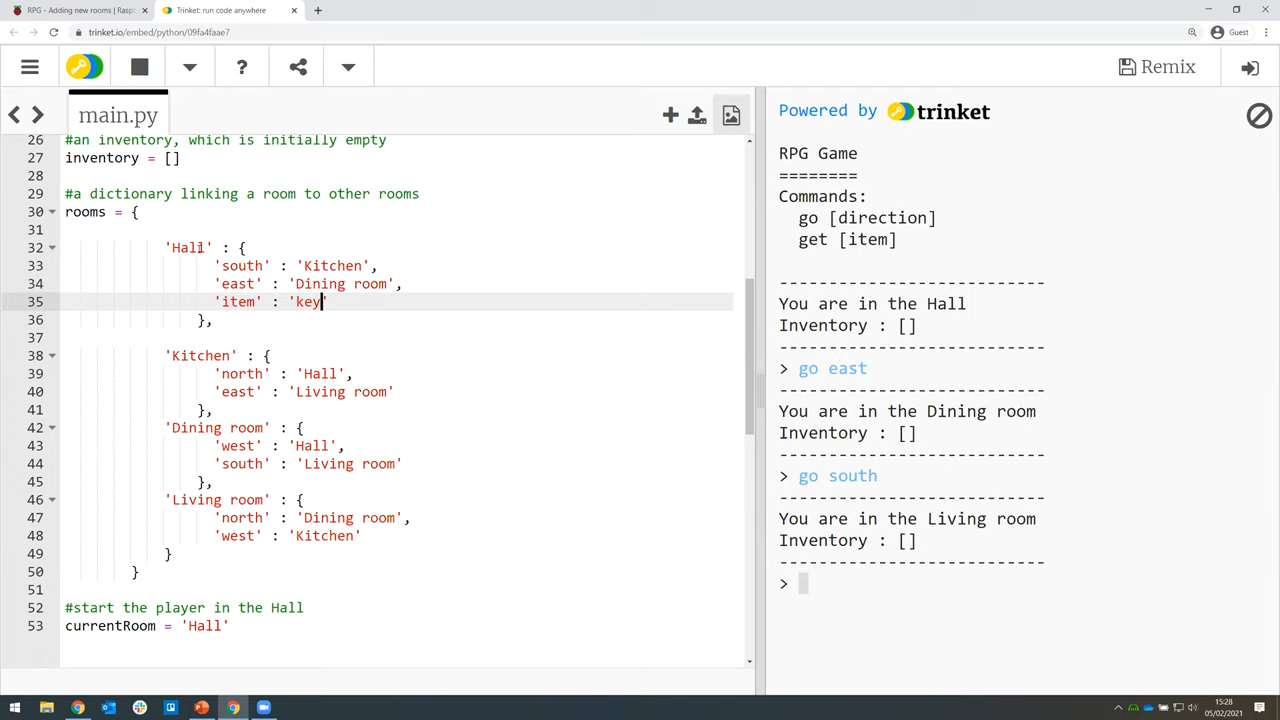 RPG - Adding new rooms | Rasp
Trinket: run code anywhere
trinket.io/embed/python/09fa4faae7
Guest
?
Remix
main.py
26 #an inventory, which is initially empty
27 inventory = []
28
29 #a dictionary linking a room to other rooms
30 rooms = {
31
32 'Hall' : {
33 'south' : 'Kitchen',
34 'east' : 'Dining room',
35 'item' : 'key'
36 },
37
38 'Kitchen' : {
39 'north' : 'Hall',
40 'east' : 'Living room'
41 },
42 'Dining room' : {
43 'west' : 'Hall',
44 'south' : 'Living room'
45 },
46 'Living room' : {
47 'north' : 'Dining room',
48 'west' : 'Kitchen'
49 }
50 }
51
52 #start the player in the Hall
53 currentRoom = 'Hall'
Powered by trinket
RPG Game
========
Commands:
go [direction]
get [item]
---------------------------
You are in the Hall
Inventory : []
---------------------------
> go east
---------------------------
You are in the Dining room
Inventory : []
---------------------------
> go south
---------------------------
You are in the Living room
Inventory : []
---------------------------
>
15:28
05/02/2021